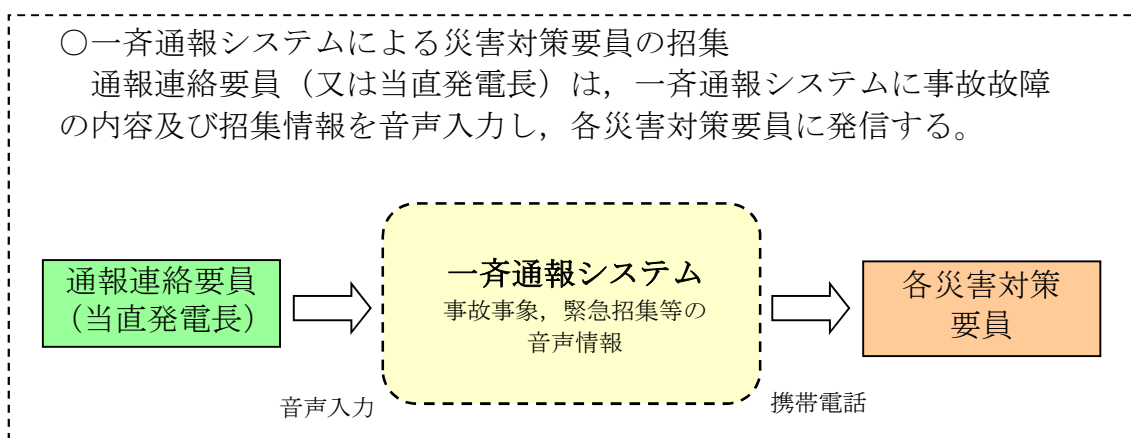 ○一斉通報システムによる災害対策要員の招集
通報連絡要員（又は当直発電長）は，一斉通報システムに事故故障
の内容及び招集情報を音声入力し，各災害対策要員に発信する。
通報連絡要員
（当直発電長）
一斉通報システム
事故事象，緊急招集等の
音声情報
各災害対策
要員
音声入力
携帯電話